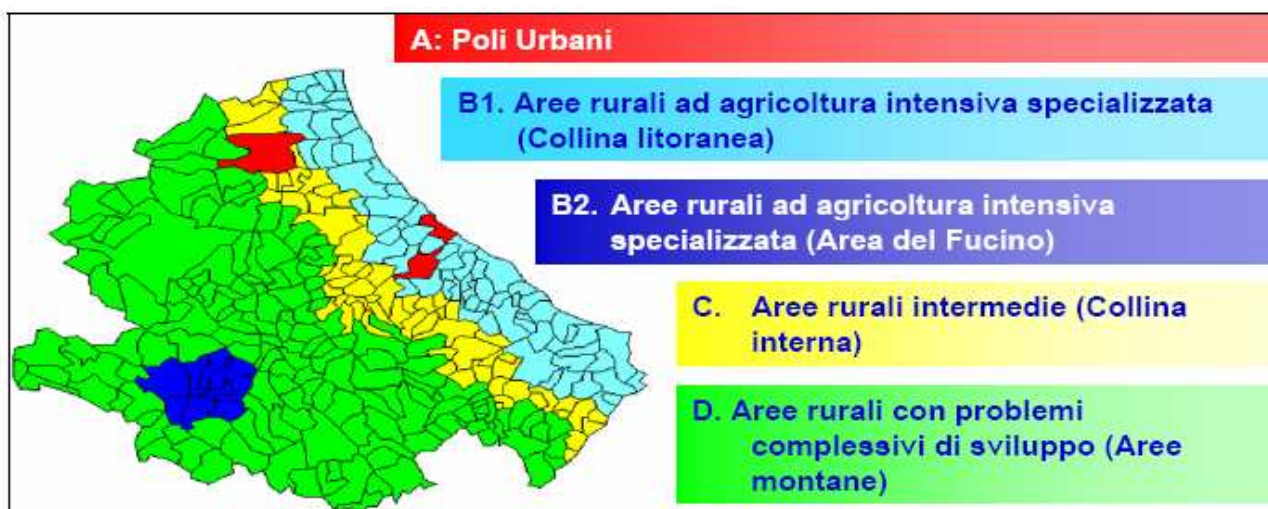 A: Poli Urbani
B1. Aree rurali ad agricoltura intensiva specializzata
(Collina litoranea)
B2. Aree rurali ad agricoltura intensiva
specializzata (Area del Fucino)
C. Aree rurali intermedie (Collina
interna)
D. Aree rurali con problemi
complessivi di sviluppo (Aree
montane)